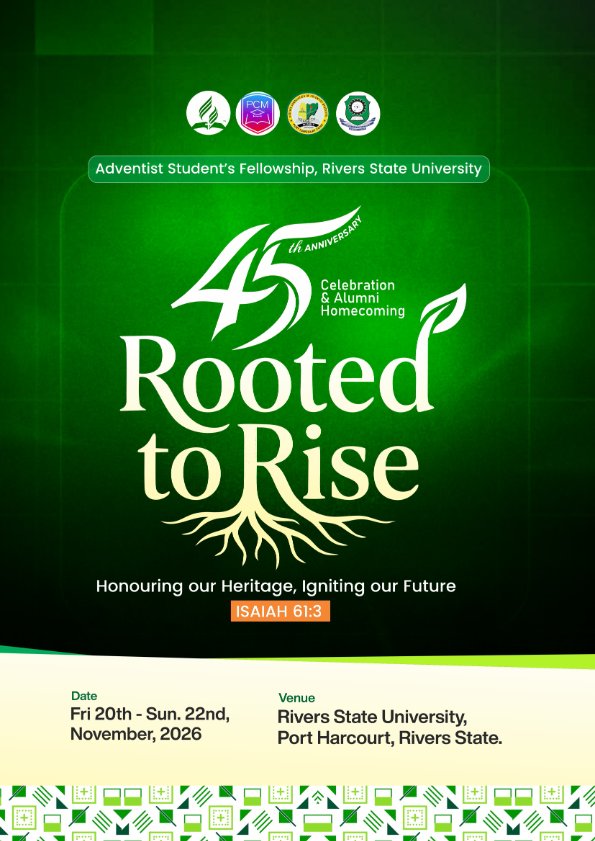 PCM
Adventist Student's Fellowship, Rivers State University
45th ANNIVERSARY
Celebration
& Alumni
Homecoming
Rooted
to Rise
Honouring our Heritage, Igniting our Future
ISAIAH 61:3
Date
Fri 20th - Sun. 22nd,
November, 2026
Venue
Rivers State University,
Port Harcourt, Rivers State.